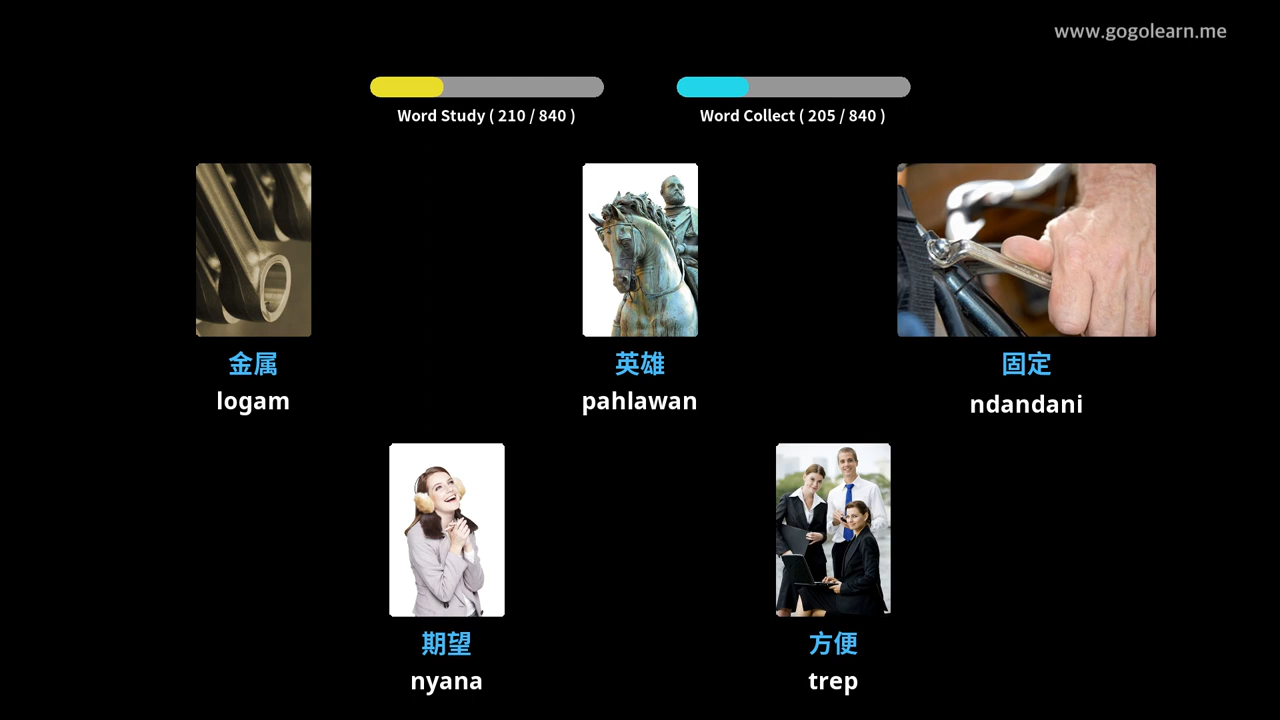 www.gogolearn.me
Word Study ( 210 / 840 )
Word Collect ( 205 / 840 )
金属
logam
英雄
pahlawan
固定
ndandani
期望
nyana
方便
trep